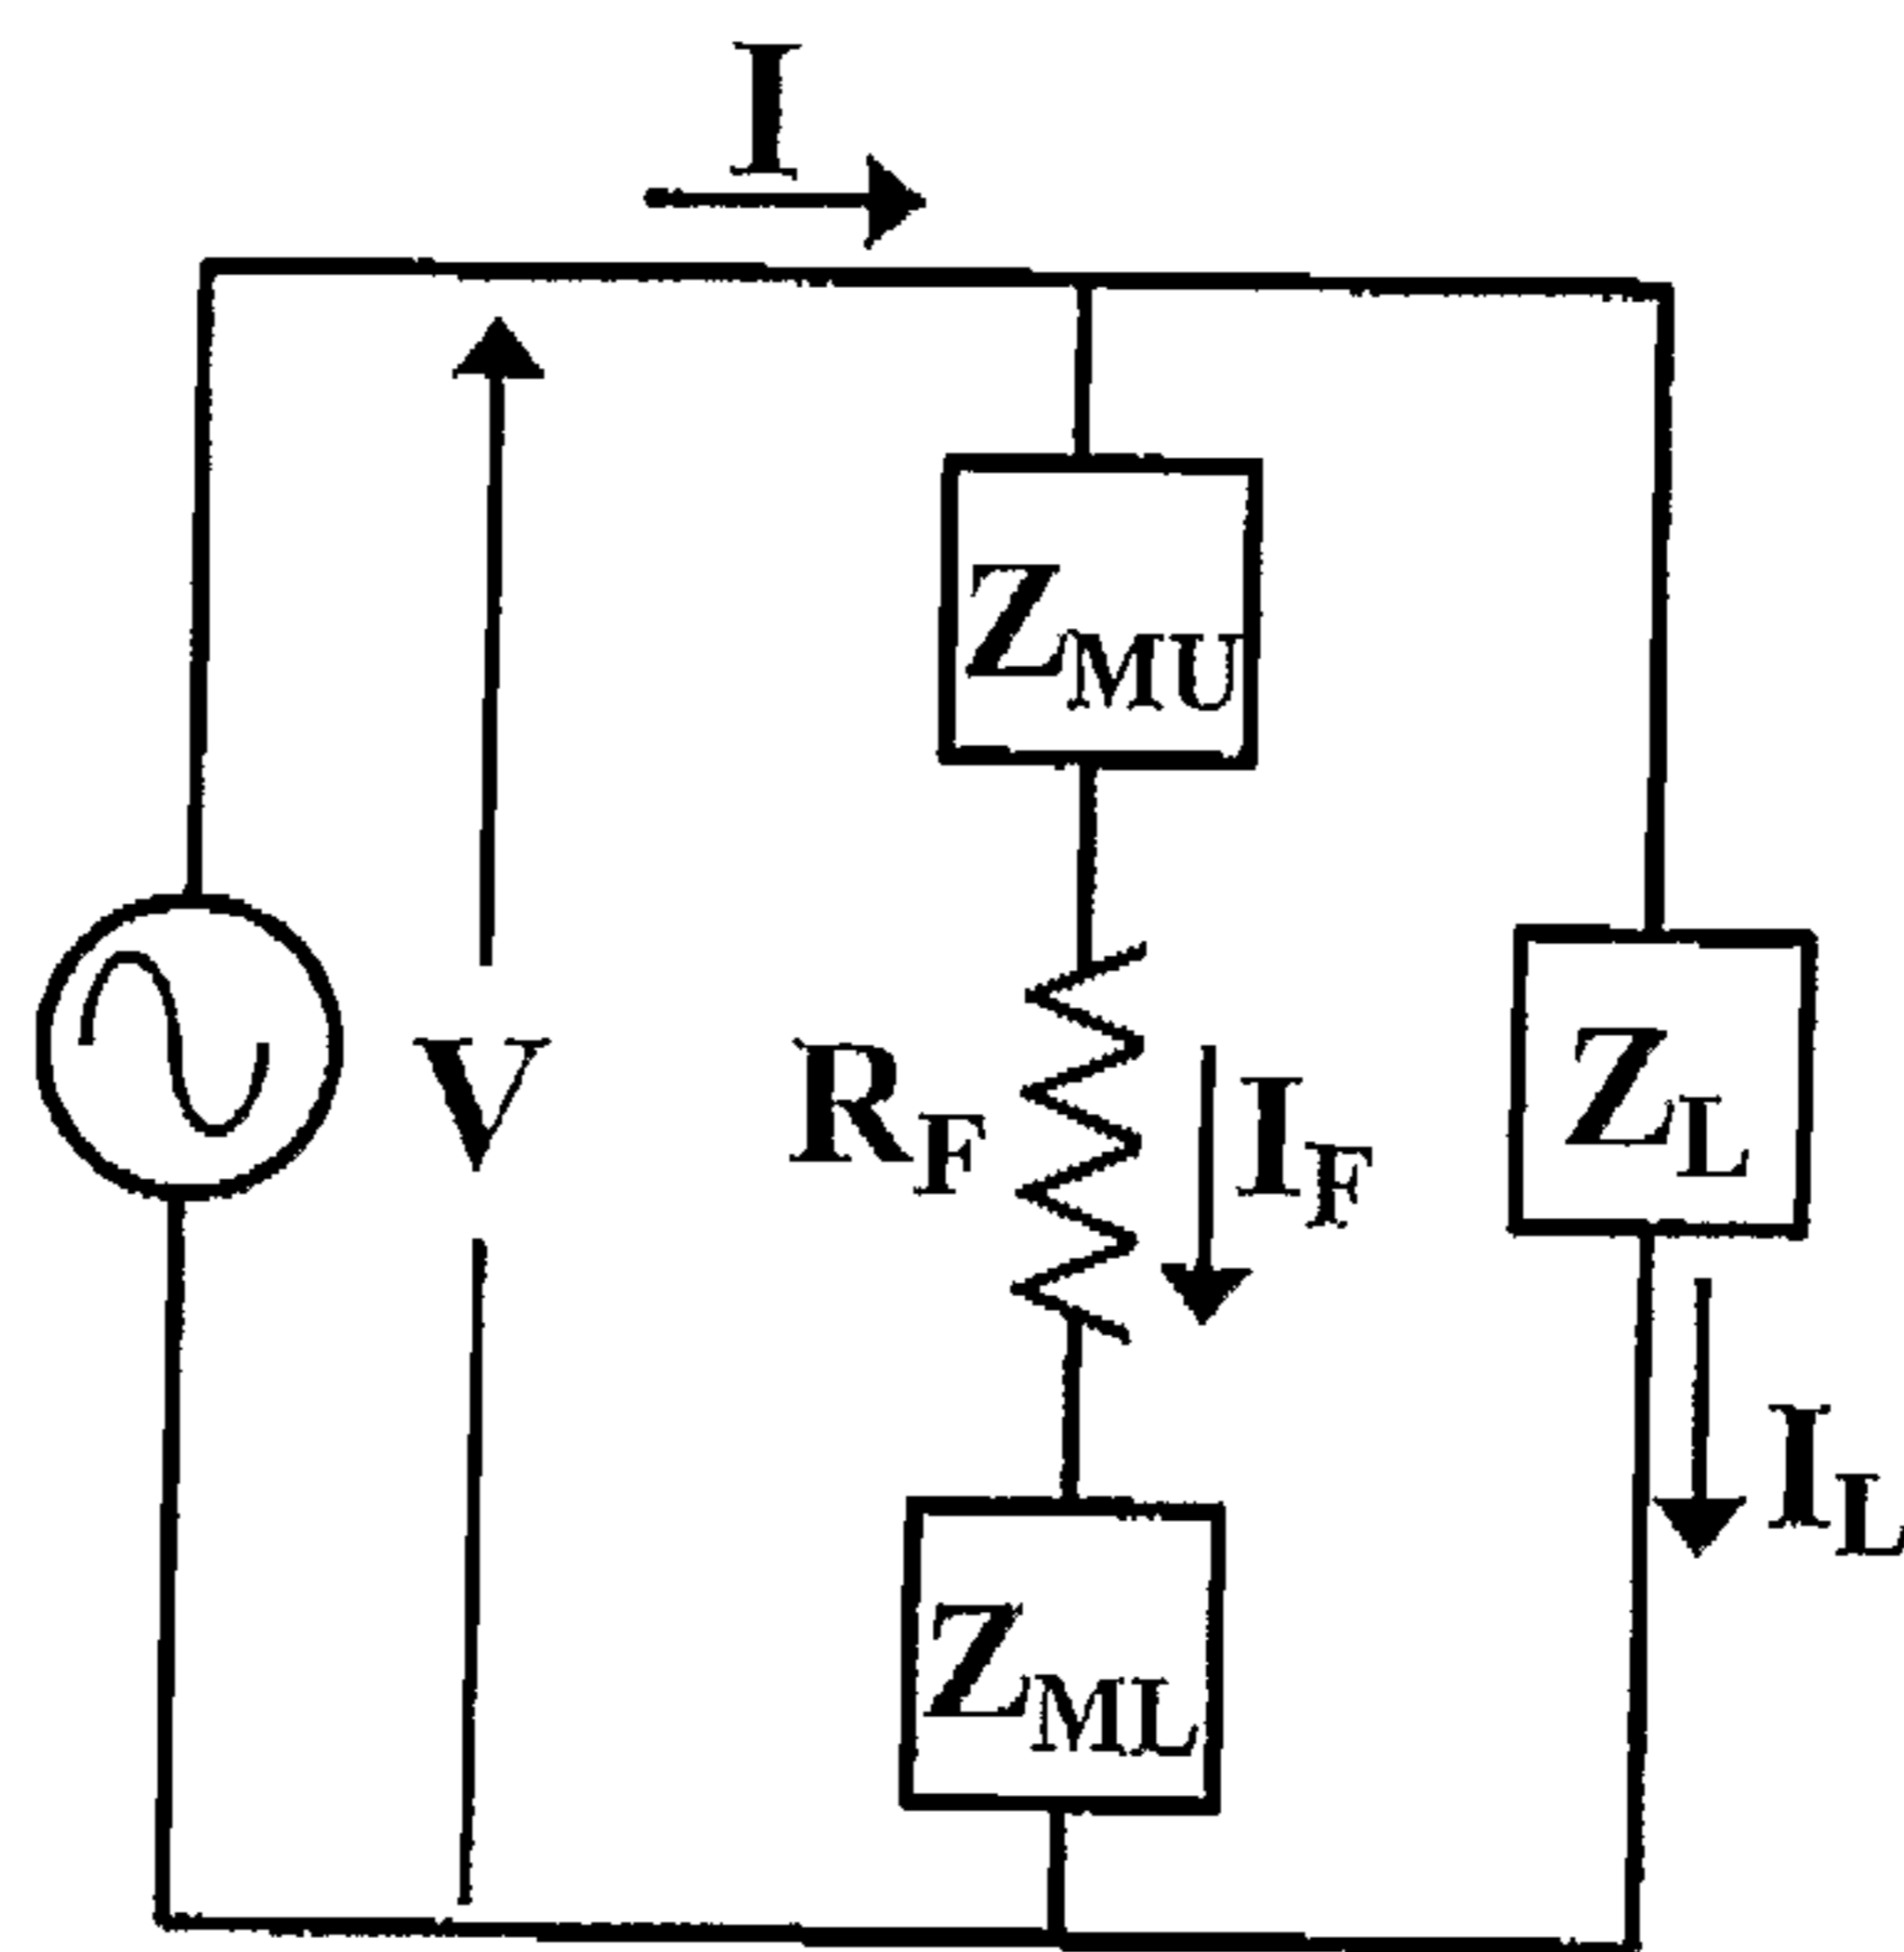 I
Z_MU
V
R_F
I_F
Z_L
I_L
Z_ML